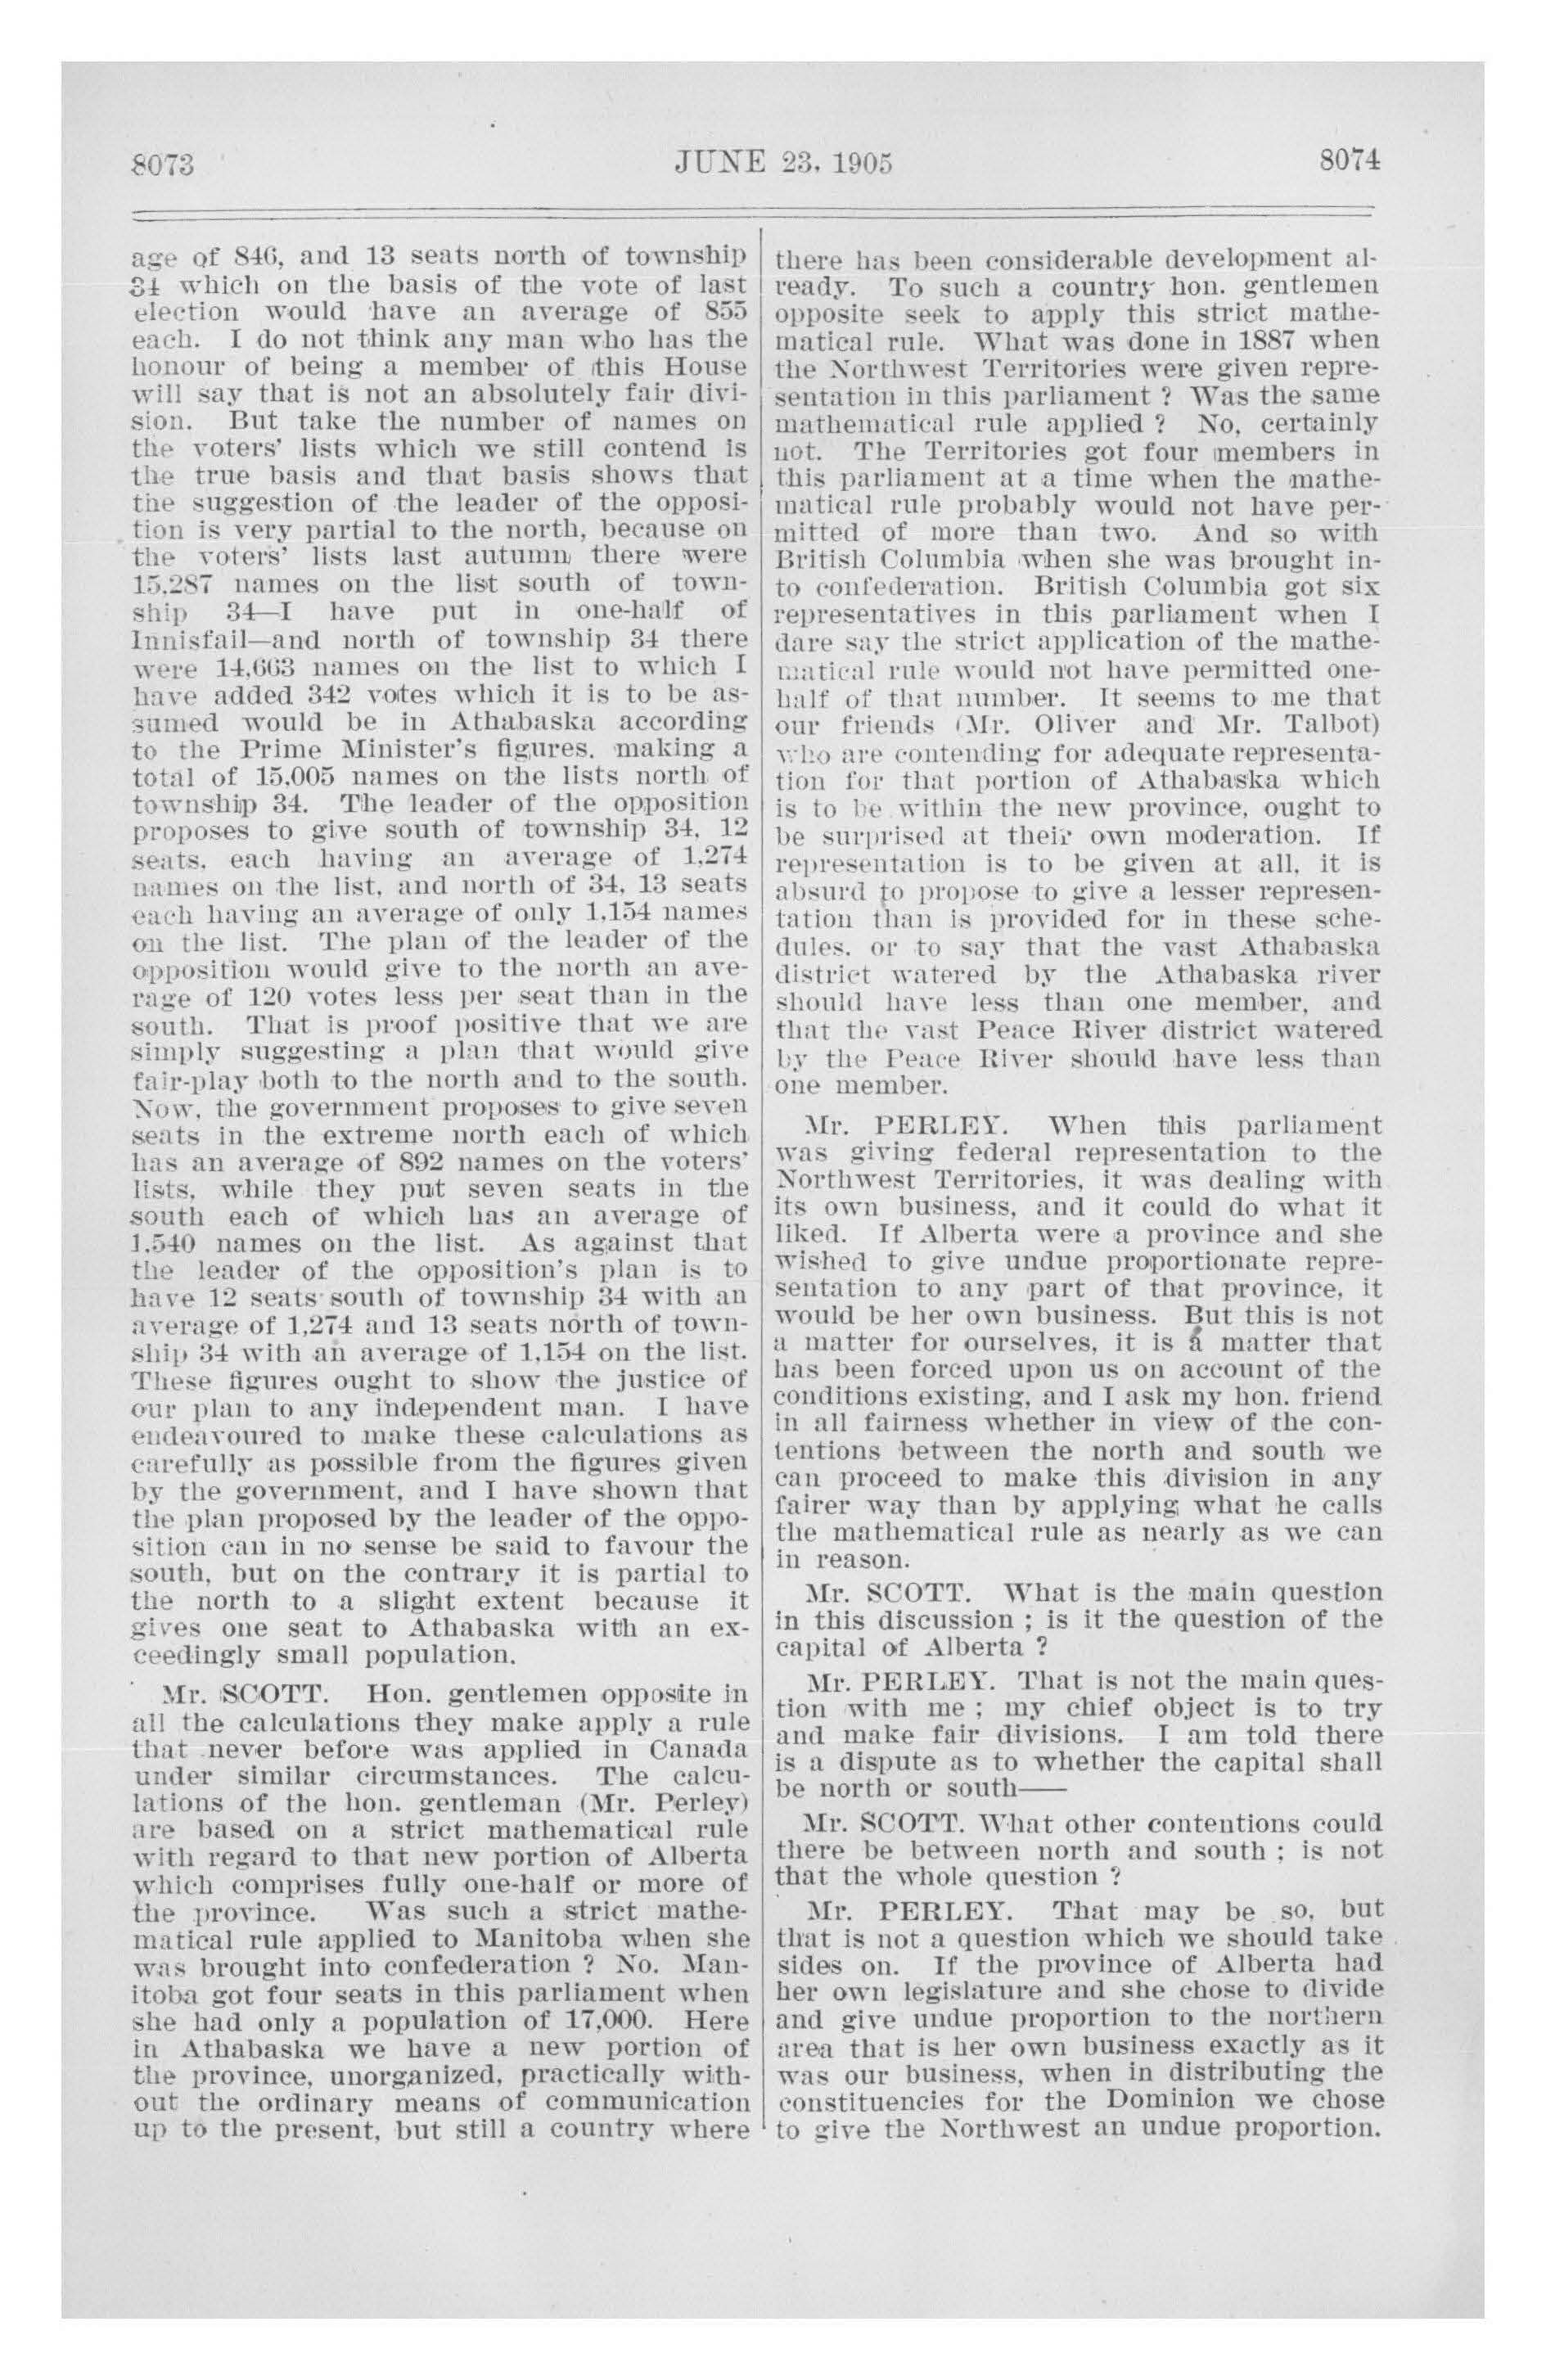 8073
JUNE 23, 1905
8074
age of 846, and 13 seats north of township
34 which on the basis of the vote of last
election would have an average of 855
each. I do not think any man who has the
honour of being a member of this House
will say that is not an absolutely fair divi-
sion. But take the number of names on
the voters' lists which we still contend is
the true basis and that basis shows that
the suggestion of the leader of the opposi-
tion is very partial to the north, because on
the voters' lists last autumn there were
15,287 names on the list south of town-
ship 34—I have put in one-half of
Innisfail—and north of township 34 there
were 14,663 names on the list to which I
have added 342 votes which it is to be as-
sumed would be in Athabaska according
to the Prime Minister's figures, making a
total of 15,005 names on the lists north of
township 34. The leader of the opposition
proposes to give south of township 34, 12
seats, each having an average of 1,274
names on the list, and north of 34, 13 seats
each having an average of only 1,154 names
on the list. The plan of the leader of the
opposition would give to the north an ave-
rage of 120 votes less per seat than in the
south. That is proof positive that we are
simply suggesting a plan that would give
fair-play both to the north and to the south.
Now, the government proposes to give seven
seats in the extreme north each of which
has an average of 892 names on the voters'
lists, while they put seven seats in the
south each of which has an average of
1,540 names on the list. As against that
the leader of the opposition's plan is to
have 12 seats south of township 34 with an
average of 1,274 and 13 seats north of town-
ship 34 with an average of 1,154 on the list.
These figures ought to show the justice of
our plan to any independent man. I have
endeavoured to make these calculations as
carefully as possible from the figures given
by the government, and I have shown that
the plan proposed by the leader of the oppo-
sition can in no sense be said to favour the
south, but on the contrary it is partial to
the north to a slight extent because it
gives one seat to Athabaska with an ex-
ceedingly small population.
Mr. SCOTT. Hon. gentlemen opposite in
all the calculations they make apply a rule
that never before was applied in Canada
under similar circumstances. The calcu-
lations of the hon. gentleman (Mr. Perley)
are based on a strict mathematical rule
with regard to that new portion of Alberta
which comprises fully one-half or more of
the province. Was such a strict mathe-
matical rule applied to Manitoba when she
was brought into confederation ? No. Man-
itoba got four seats in this parliament when
she had only a population of 17,000. Here
in Athabaska we have a new portion of
the province, unorganized, practically with-
out the ordinary means of communication
up to the present, but still a country where
there has been considerable development al-
ready. To such a country hon. gentlemen
opposite seek to apply this strict mathe-
matical rule. What was done in 1887 when
the Northwest Territories were given repre-
sentation in this parliament ? Was the same
mathematical rule applied ? No, certainly
not. The Territories got four members in
this parliament at a time when the mathe-
matical rule probably would not have per-
mitted of more than two. And so with
British Columbia when she was brought in-
to confederation. British Columbia got six
representatives in this parliament when I
dare say the strict application of the mathe-
matical rule would not have permitted one-
half of that number. It seems to me that
our friends (Mr. Oliver and Mr. Talbot)
who are contending for adequate representa-
tion for that portion of Athabaska which
is to be within the new province, ought to
be surprised at their own moderation. If
representation is to be given at all, it is
absurd to propose to give a lesser represen-
tation than is provided for in these sche-
dules, or to say that the vast Athabaska
district watered by the Athabaska river
should have less than one member, and
that the vast Peace River district watered
by the Peace River should have less than
one member.
Mr. PERLEY. When this parliament
was giving federal representation to the
Northwest Territories, it was dealing with
its own business, and it could do what it
liked. If Alberta were a province and she
wished to give undue proportionate repre-
sentation to any part of that province, it
would be her own business. But this is not
a matter for ourselves, it is a matter that
has been forced upon us on account of the
conditions existing, and I ask my hon. friend
in all fairness whether in view of the con-
tentions between the north and south we
can proceed to make this division in any
fairer way than by applying what he calls
the mathematical rule as nearly as we can
in reason.
Mr. SCOTT. What is the main question
in this discussion ; is it the question of the
capital of Alberta ?
Mr. PERLEY. That is not the main ques-
tion with me ; my chief object is to try
and make fair divisions. I am told there
is a dispute as to whether the capital shall
be north or south——
Mr. SCOTT. What other contentions could
there be between north and south ; is not
that the whole question ?
Mr. PERLEY. That may be so, but
that is not a question which we should take
sides on. If the province of Alberta had
her own legislature and she chose to divide
and give undue proportion to the northern
area that is her own business exactly as it
was our business, when in distributing the
constituencies for the Dominion we chose
to give the Northwest an undue proportion.